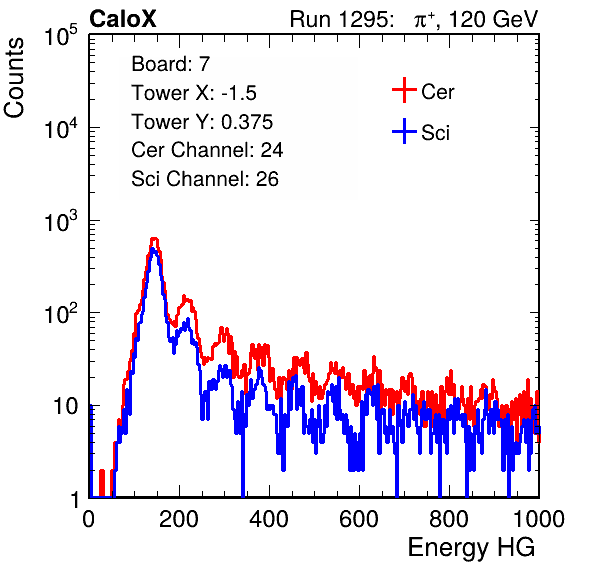 CaloX Run 1295: π⁺, 120 GeV
Counts
10⁵
10⁴
10³
10²
10
1
Board: 7
Tower X: -1.5
Tower Y: 0.375
Cer Channel: 24
Sci Channel: 26
Cer
Sci
0 200 400 600 800 1000
Energy HG